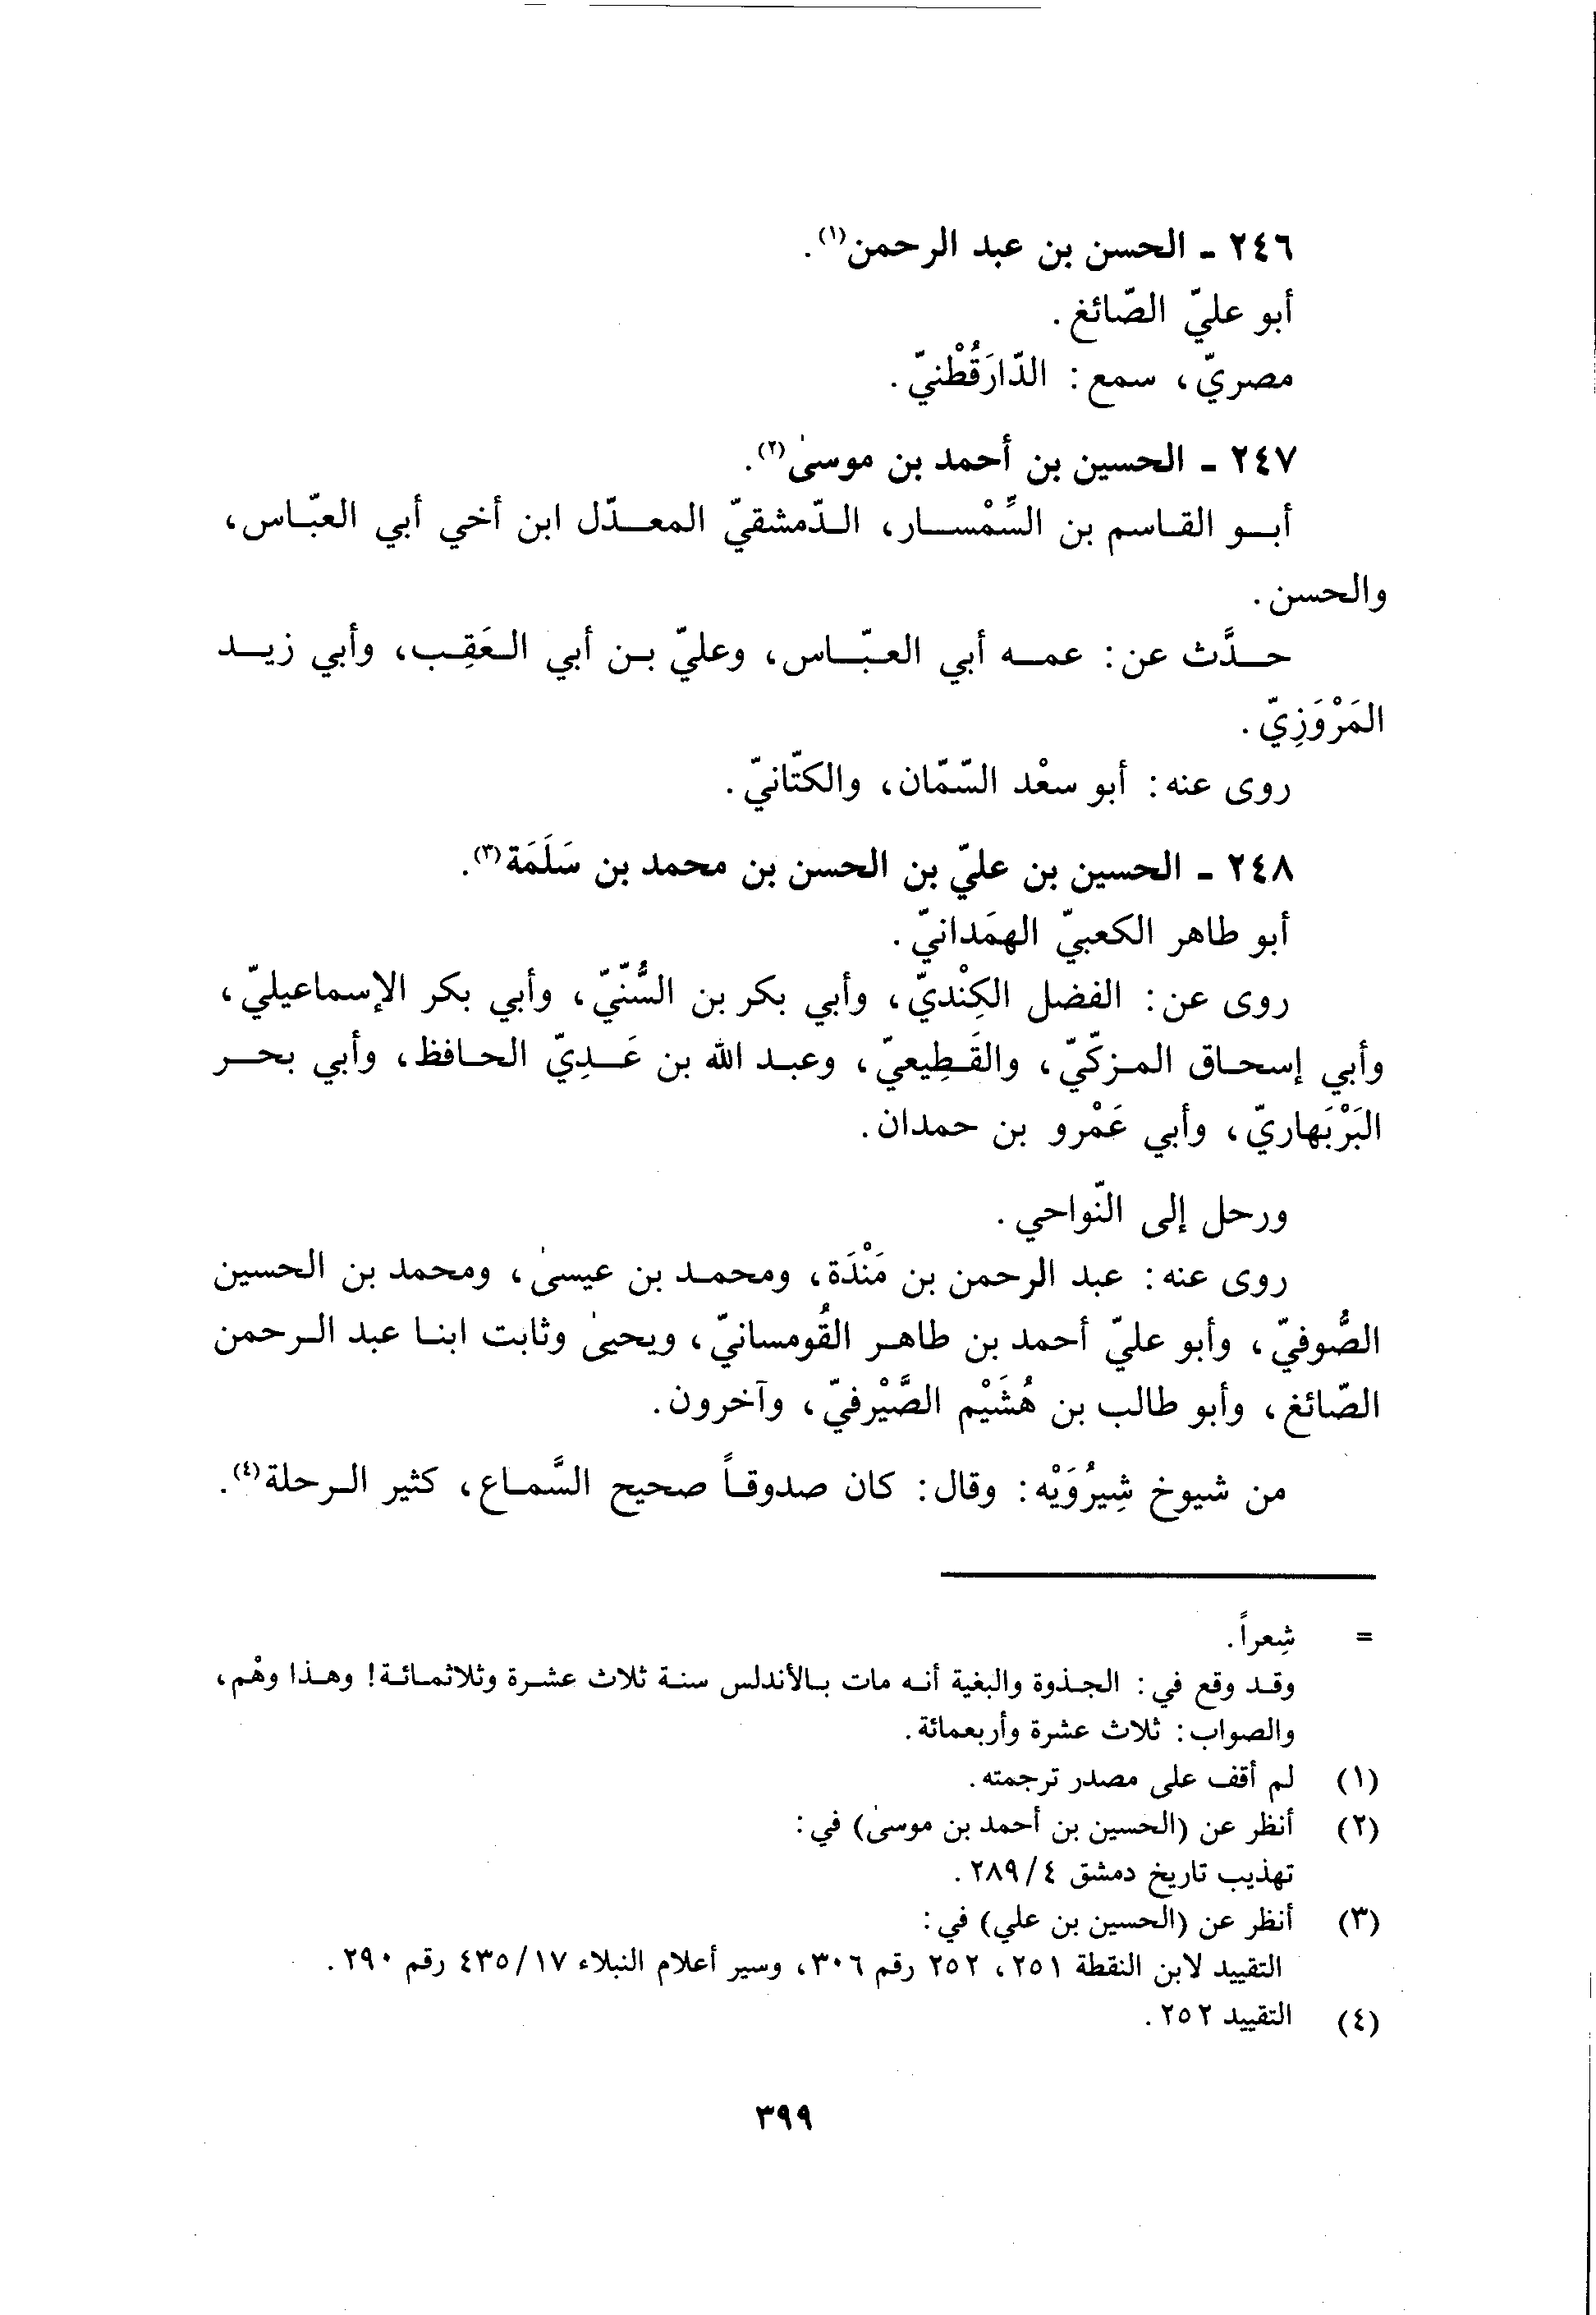 ٢٤٦ - الحسن بن عبد الرحمن(١).
أبو عليّ الصّائغ.
مصريّ، سمع: الدّارَقُطْنيّ.
٢٤٧ - الحسين بن أحمد بن موسىٰ(٢).
أبو القاسم بن السِّمْسار، الدّمشقيّ المعدّل ابن أخي أبي العبّاس،
والحسن.
حدَّث عن: عمه أبي العبّاس، وعليّ بن أبي العَقِب، وأبي زيد
المَرْوَزِيّ.
روى عنه: أبو سعْد السّمّان، والكتّانيّ.
٢٤٨ - الحسين بن عليّ بن الحسن بن محمد بن سَلَمَة(٣).
أبو طاهر الكعبيّ الهمَدانيّ.
روى عن: الفضل الكِنْديّ، وأبي بكر بن السُّنّيّ، وأبي بكر الإسماعيليّ،
وأبي إسحاق المزكّيّ، والقَطِيعيّ، وعبد الله بن عَدِيّ الحافظ، وأبي بحر
البَرْبَهاريّ، وأبي عَمْرو بن حمدان.
ورحل إلى النّواحي.
روى عنه: عبد الرحمن بن مَنْدَة، ومحمد بن عيسىٰ، ومحمد بن الحسين
الصُّوفيّ، وأبو عليّ أحمد بن طاهر القُومسانيّ، ويحيىٰ وثابت ابنا عبد الرحمن
الصّائغ، وأبو طالب بن هُشَيْم الصَّيْرفيّ، وآخرون.
من شيوخ شِيرُوَيْه: وقال: كان صدوقاً صحيح السَّماع، كثير الرحلة(٤).
= شِعراً.
وقد وقع في: الجذوة والبغية أنه مات بالأندلس سنة ثلاث عشرة وثلاثمائة! وهذا وهْم،
والصواب: ثلاث عشرة وأربعمائة.
(١) لم أقف على مصدر ترجمته.
(٢) أنظر عن (الحسين بن أحمد بن موسىٰ) في:
تهذيب تاريخ دمشق ٤/٢٨٩.
(٣) أنظر عن (الحسين بن علي) في:
التقييد لابن النقطة ٢٥١، ٢٥٢ رقم ٣٠٦، وسير أعلام النبلاء ١٧/٤٣٥ رقم ٢٩٠.
(٤) التقييد ٢٥٢.
٣٩٩